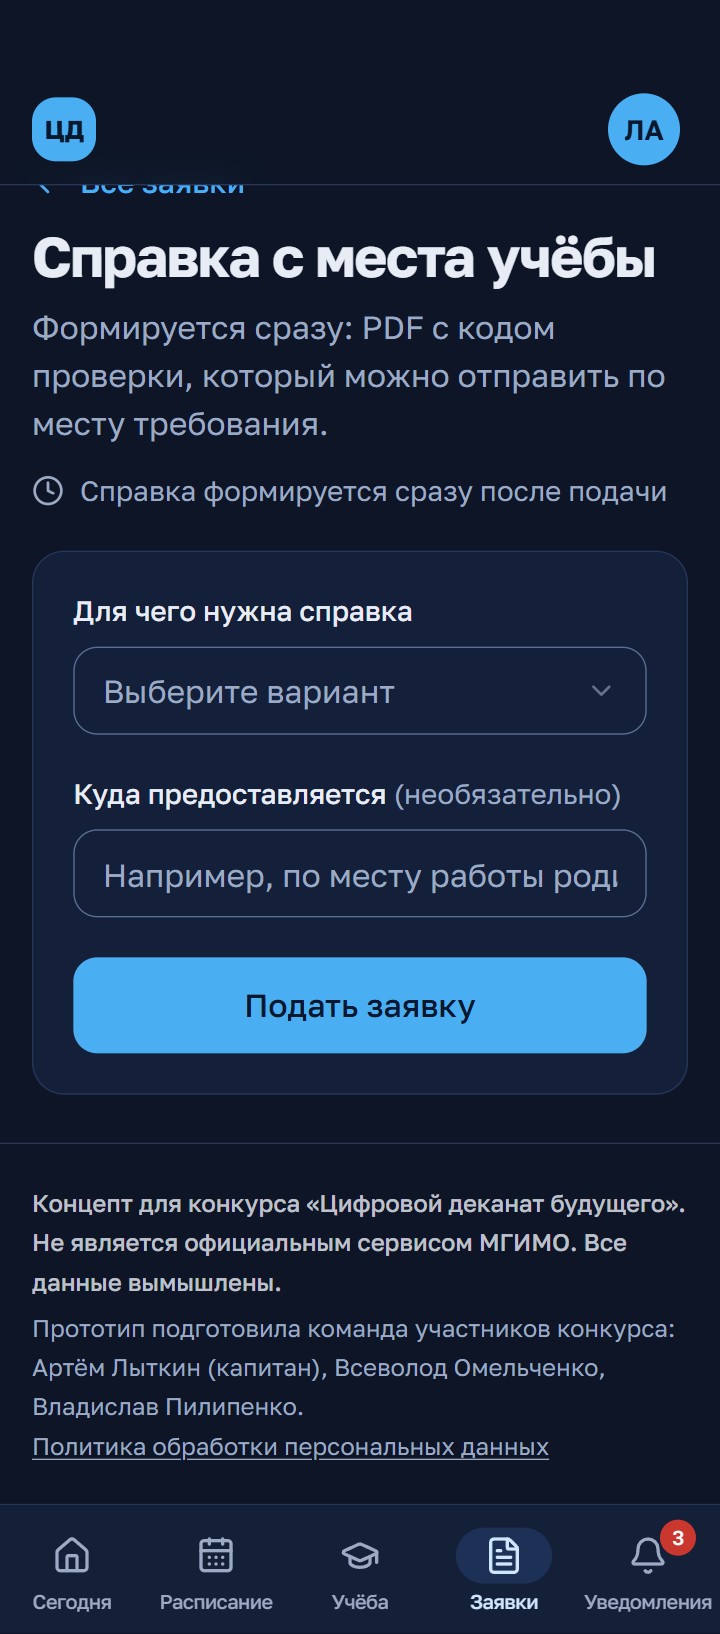 ЦД
ЛА
Все заявки
Справка с места учёбы
Формируется сразу: PDF с кодом
проверки, который можно отправить по
месту требования.
Справка формируется сразу после подачи
Для чего нужна справка
Выберите вариант
Куда предоставляется (необязательно)
Например, по месту работы роди
Подать заявку
Концепт для конкурса «Цифровой деканат будущего».
Не является официальным сервисом МГИМО. Все
данные вымышлены.
Прототип подготовила команда участников конкурса:
Артём Лыткин (капитан), Всеволод Омельченко,
Владислав Пилипенко.
Политика обработки персональных данных
3
Сегодня Расписание Учёба Заявки Уведомления